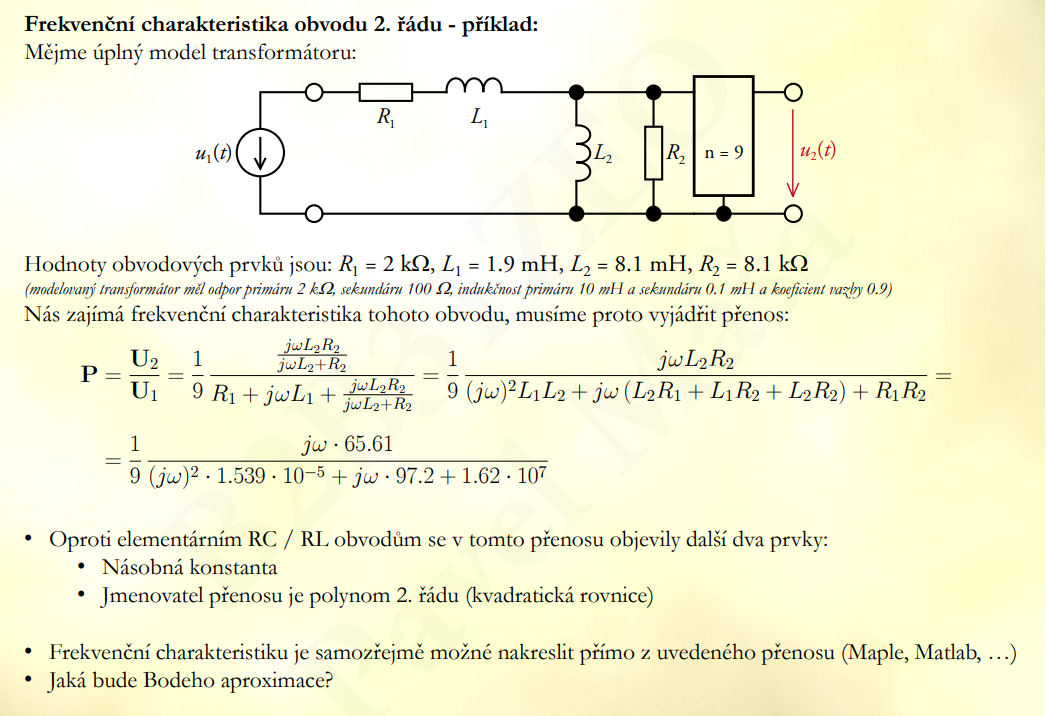 Frekvenční charakteristika obvodu 2. řádu - příklad:
Mějme úplný model transformátoru:
R₁
L₁
u₁(t)
L₂
R₂
n = 9
u₂(t)
Hodnoty obvodových prvků jsou: R₁ = 2 kΩ, L₁ = 1.9 mH, L₂ = 8.1 mH, R₂ = 8.1 kΩ
(modelovaný transformátor měl odpor primáru 2 kΩ, sekundáru 100 Ω, indukčnost primáru 10 mH a sekundáru 0.1 mH a koeficient vazby 0.9)
Nás zajímá frekvenční charakteristika tohoto obvodu, musíme proto vyjádřit přenos:
P = U₂/U₁ = 1/9 (jωL₂R₂/(jωL₂+R₂))/(R₁ + jωL₁ + jωL₂R₂/(jωL₂+R₂)) = 1/9 jωL₂R₂/((jω)²L₁L₂ + jω (L₂R₁ + L₁R₂ + L₂R₂) + R₁R₂) =
= 1/9 jω · 65.61/((jω)² · 1.539 · 10⁻⁵ + jω · 97.2 + 1.62 · 10⁷)
• Oproti elementárním RC / RL obvodům se v tomto přenosu objevily další dva prvky:
• Násobná konstanta
• Jmenovatel přenosu je polynom 2. řádu (kvadratická rovnice)
• Frekvenční charakteristiku je samozřejmě možné nakreslit přímo z uvedeného přenosu (Maple, Matlab, …)
• Jaká bude Bodeho aproximace?